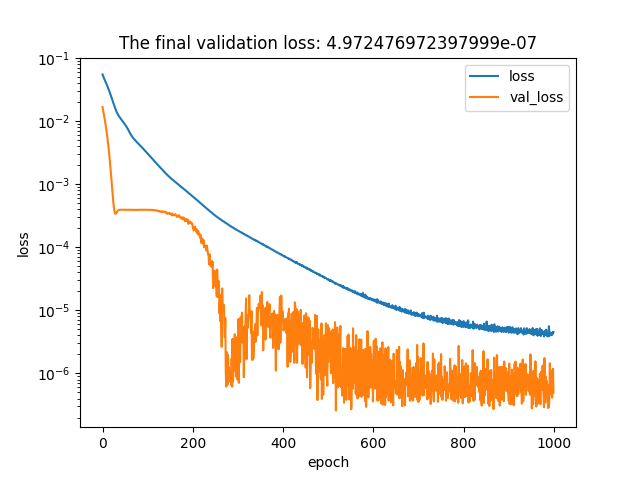 The final validation loss: 4.972476972397999e-07
loss
val_loss
10⁻¹
10⁻²
10⁻³
10⁻⁴
10⁻⁵
10⁻⁶
loss
0 200 400 600 800 1000
epoch